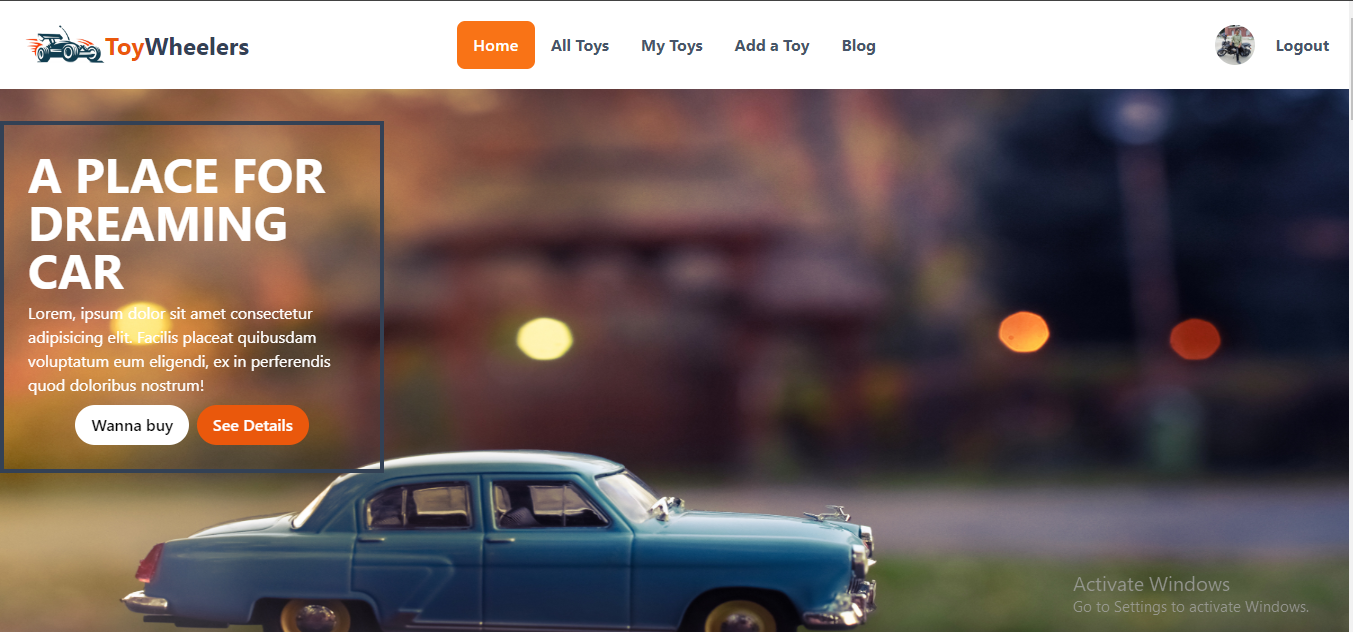 ToyWheelers
Home
All Toys
My Toys
Add a Toy
Blog
Logout
A PLACE FOR
DREAMING
CAR
Lorem, ipsum dolor sit amet consectetur
adipisicing elit. Facilis placeat quibusdam
voluptatum eum eligendi, ex in perferendis
quod doloribus nostrum!
Wanna buy
See Details
Activate Windows
Go to Settings to activate Windows.